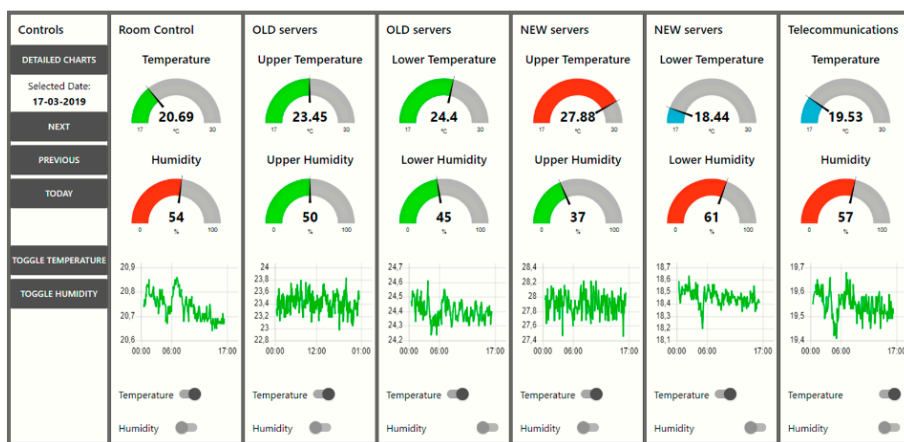 Controls
DETAILED CHARTS
Selected Date:
17-03-2019
NEXT
PREVIOUS
TODAY
TOGGLE TEMPERATURE
TOGGLE HUMIDITY
Room Control
Temperature
20.69
17 ºC 30
Humidity
54
0 % 100
20,9
20,8
20,7
20,6
00:00 06:00 17:00
Temperature
Humidity
OLD servers
Upper Temperature
23.45
17 ºC 30
Upper Humidity
50
0 % 100
24
23,8
23,6
23,4
23,2
23
22,8
00:00 12:00 01:00
Temperature
Humidity
OLD servers
Lower Temperature
24.4
17 ºC 30
Lower Humidity
45
0 % 100
24,7
24,6
24,5
24,4
24,3
24,2
00:00 06:00 17:00
Temperature
Humidity
NEW servers
Upper Temperature
27.88
17 ºC 30
Upper Humidity
37
0 % 100
28,4
28,2
28
27,8
27,6
27,4
00:00 06:00 17:00
Temperature
Humidity
NEW servers
Lower Temperature
18.44
17 ºC 30
Lower Humidity
61
0 % 100
18,7
18,6
18,5
18,4
18,3
18,2
18,1
00:00 06:00 17:00
Temperature
Humidity
Telecommunications
Temperature
19.53
17 ºC 30
Humidity
57
0 % 100
19,7
19,6
19,5
19,4
00:00 06:00 17:00
Temperature
Humidity